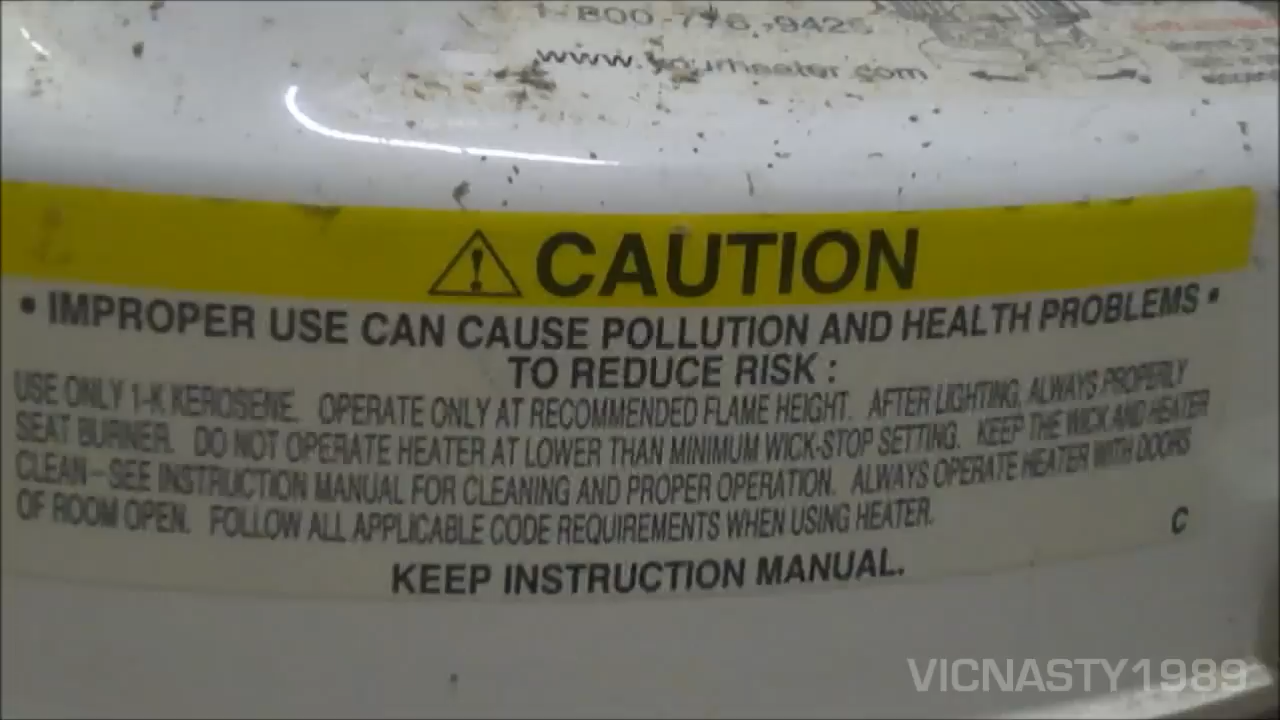 1-800-776-9425
www.yourheater.com
CAUTION
• IMPROPER USE CAN CAUSE POLLUTION AND HEALTH PROBLEMS •
TO REDUCE RISK :
USE ONLY 1-K KEROSENE. OPERATE ONLY AT RECOMMENDED FLAME HEIGHT. AFTER LIGHTING, ALWAYS PROPERLY
SEAT BURNER. DO NOT OPERATE HEATER AT LOWER THAN MINIMUM WICK-STOP SETTING. KEEP THE WICK AND HEATER
CLEAN – SEE INSTRUCTION MANUAL FOR CLEANING AND PROPER OPERATION. ALWAYS OPERATE HEATER WITH DOORS
OF ROOM OPEN. FOLLOW ALL APPLICABLE CODE REQUIREMENTS WHEN USING HEATER.
C
KEEP INSTRUCTION MANUAL.
VICNASTY1989